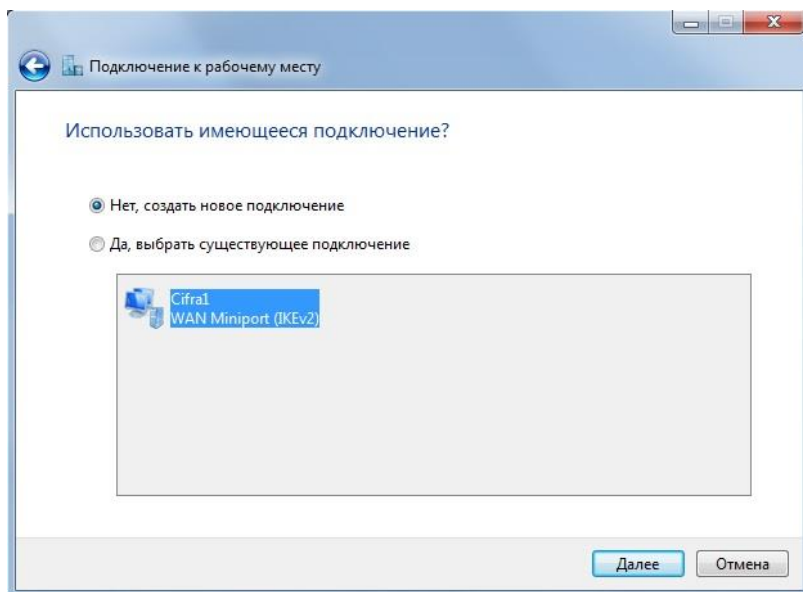 Подключение к рабочему месту
Использовать имеющееся подключение?
Нет, создать новое подключение
Да, выбрать существующее подключение
Cifra1
WAN Miniport (IKEv2)
Далее
Отмена